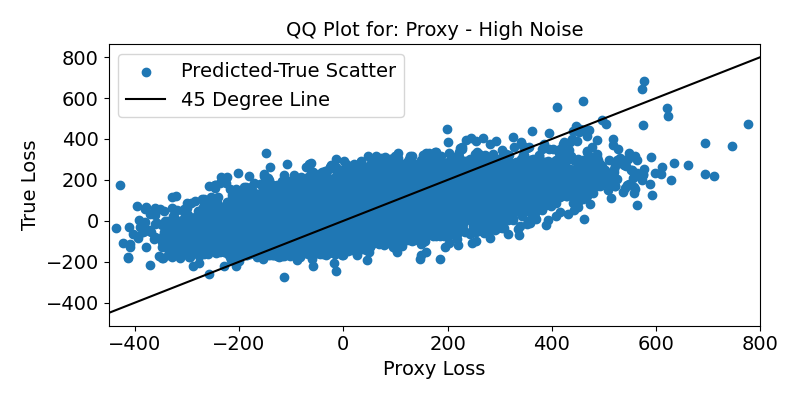 QQ Plot for: Proxy - High Noise
Predicted-True Scatter
45 Degree Line
True Loss
800
600
400
200
0
−200
−400
−400 −200 0 200 400 600 800
Proxy Loss